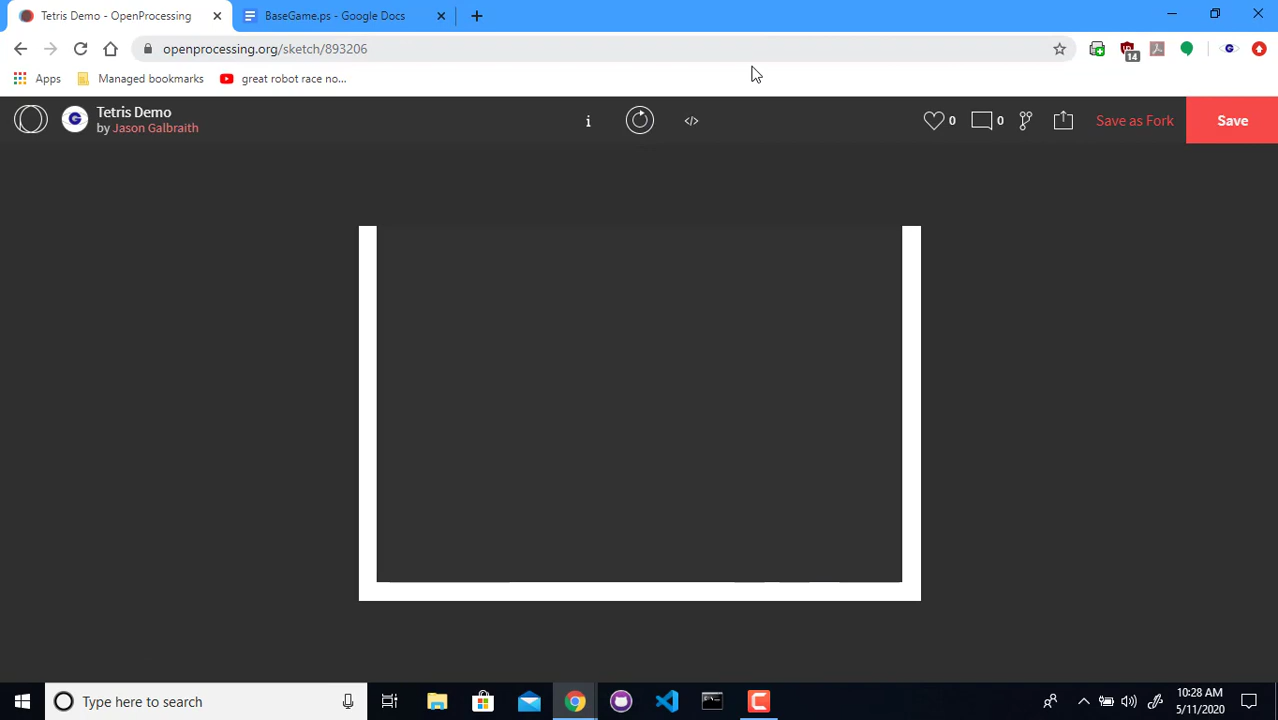 Tetris Demo - OpenProcessing
BaseGame.ps - Google Docs
openprocessing.org/sketch/893206
14
Apps
Managed bookmarks
great robot race no...
Tetris Demo
by Jason Galbraith
i
</>
0
0
Save as Fork
Save
Type here to search
10:28 AM
5/11/2020